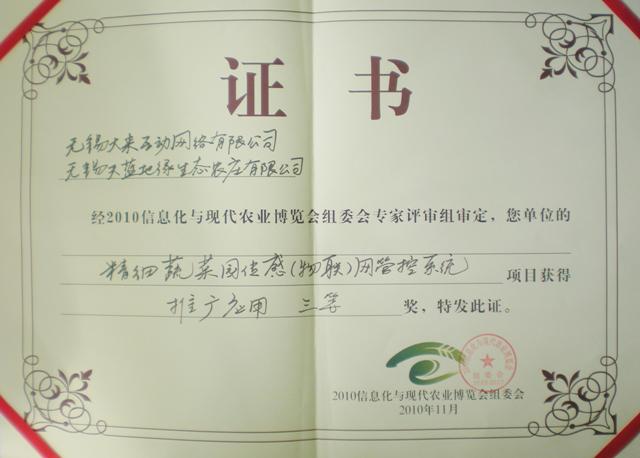 证书
无锡大来互动网络有限公司
无锡天蓝地绿生态农庄有限公司
经2010信息化与现代农业博览会组委会专家评审组审定，您单位的
精细蔬菜园传感(物联)网管控系统 项目获得
推广应用 三等 奖，特发此证。
2010信息化与现代农业博览会组委会
2010年11月